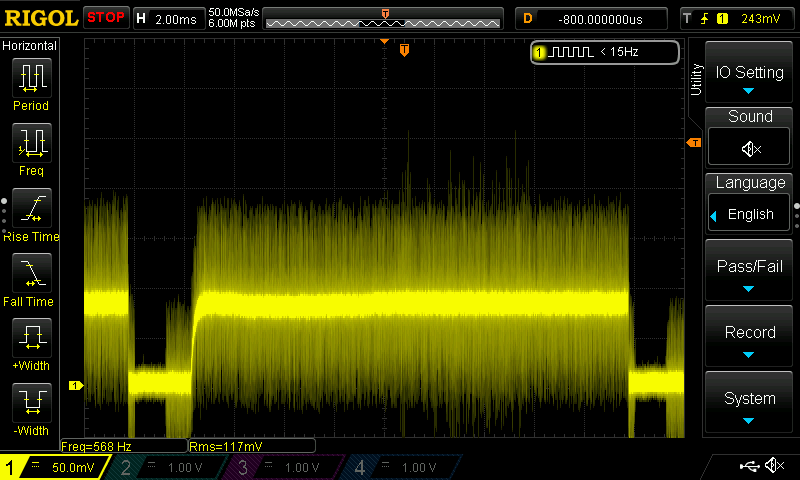 RIGOL STOP H 2.00ms 50.0MSa/s 6.00M pts D -800.000000us T 1 243mV
Horizontal
T
T
1 < 15Hz
Period
Freq
Rise Time
Fall Time
+Width
-Width
1
T
Utility
IO Setting
Sound
Language
English
Pass/Fail
Record
System
Freq=568 Hz Rms=117mV
1 = 50.0mV 2 = 1.00 V 3 = 1.00 V 4 = 1.00 V